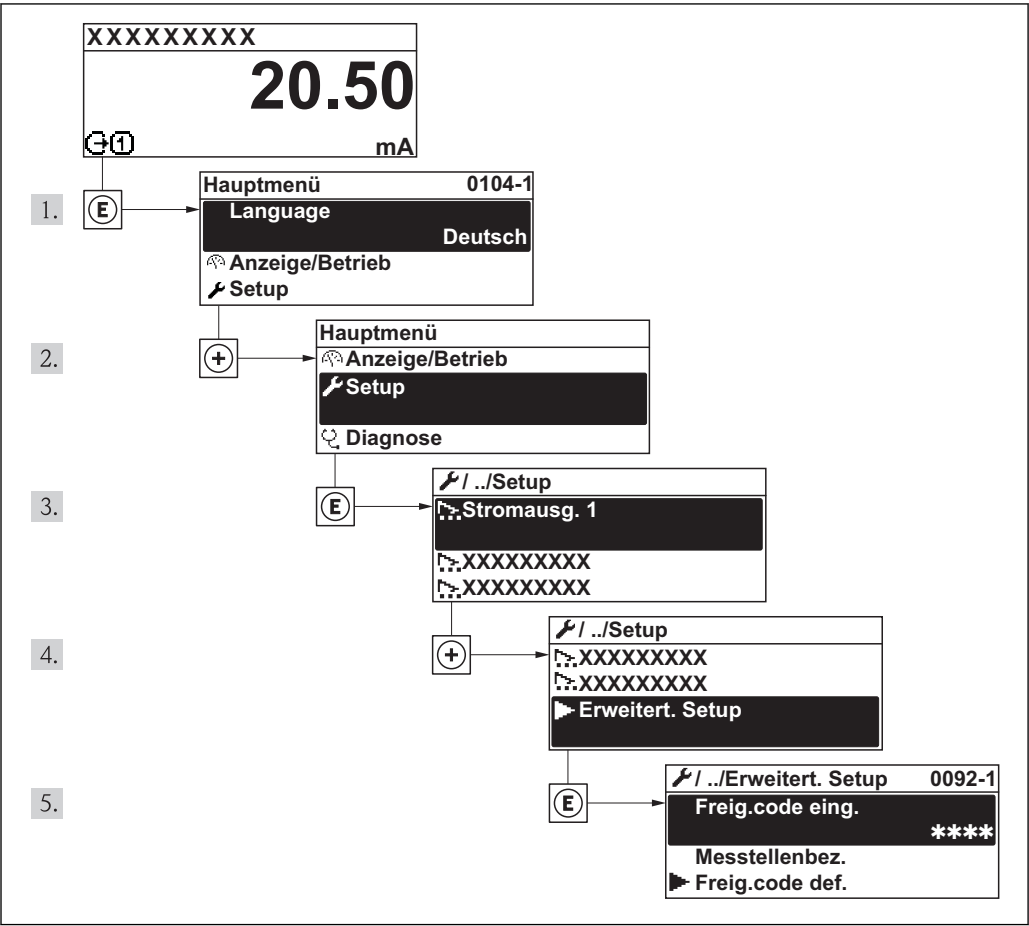 XXXXXXXXX
20.50
1 mA
1. E Hauptmenü 0104-1
Language
Deutsch
Anzeige/Betrieb
Setup
2. + Hauptmenü
Anzeige/Betrieb
Setup
Diagnose
3. E / ../Setup
Stromausg. 1
XXXXXXXXX
XXXXXXXXX
4. + / ../Setup
XXXXXXXXX
XXXXXXXXX
Erweitert. Setup
5. E / ../Erweitert. Setup 0092-1
Freig.code eing.
****
Messtellenbez.
Freig.code def.